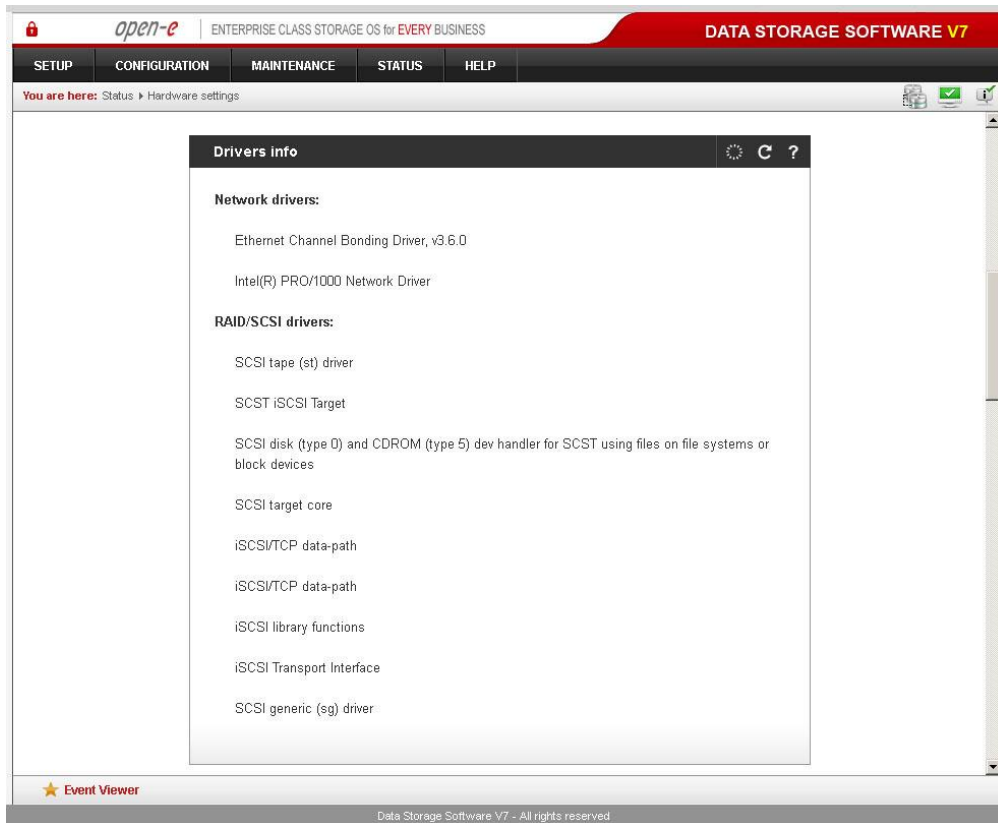 open-e ENTERPRISE CLASS STORAGE OS for EVERY BUSINESS DATA STORAGE SOFTWARE V7
SETUP CONFIGURATION MAINTENANCE STATUS HELP
You are here: Status Hardware settings
Drivers info ?
Network drivers:
Ethernet Channel Bonding Driver, v3.6.0
Intel(R) PRO/1000 Network Driver
RAID/SCSI drivers:
SCSI tape (st) driver
SCST iSCSI Target
SCSI disk (type 0) and CDROM (type 5) dev handler for SCST using files on file systems or
block devices
SCSI target core
iSCSI/TCP data-path
iSCSI/TCP data-path
iSCSI library functions
iSCSI Transport Interface
SCSI generic (sg) driver
Event Viewer
Data Storage Software V7 - All rights reserved